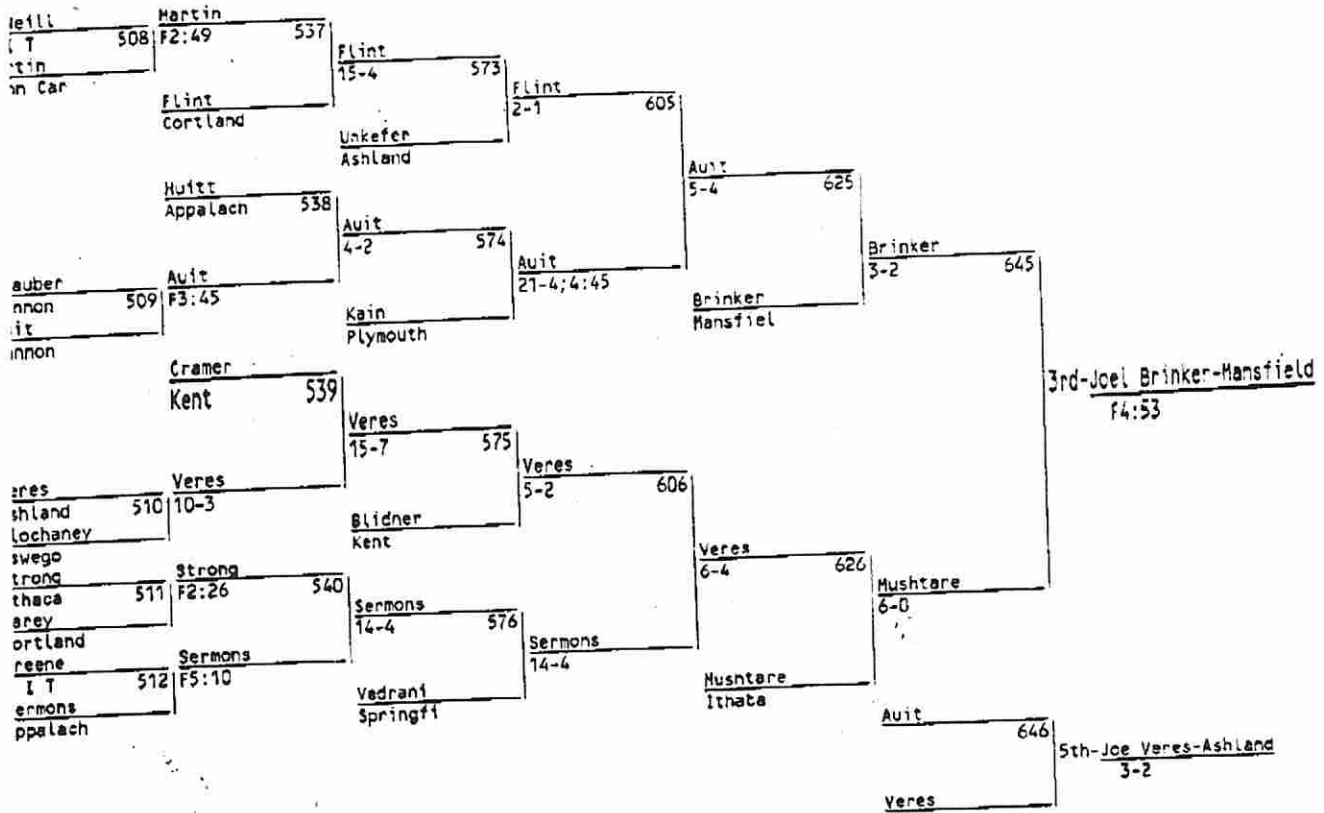 Martin
F2:49 537
508
Flint
15-4 573
Flint
Cortland
Flint
2-1 605
Unkefer
Ashland
Auit
5-4 625
Huitt
Appalach 538
Auit
4-2 574
Auit
F3:45
509
Auit
21-4;4:45
Kain
Plymouth
Brinker
3-2 645
Brinker
Mansfiel
3rd-Joel Brinker-Mansfield
F4:53
Cramer
Kent 539
Veres
15-7 575
Veres
10-3
510
Veres
5-2 606
Blidner
Kent
Veres
6-4 626
Mushtare
6-0
Strong
F2:26 540
511
Sermons
14-4 576
Sermons
F5:10
I T 512
Sermons
14-4
Vedrani
Springfi
Mushtare
Ithata
Auit
646
5th-Joe Veres-Ashland
3-2
Veres